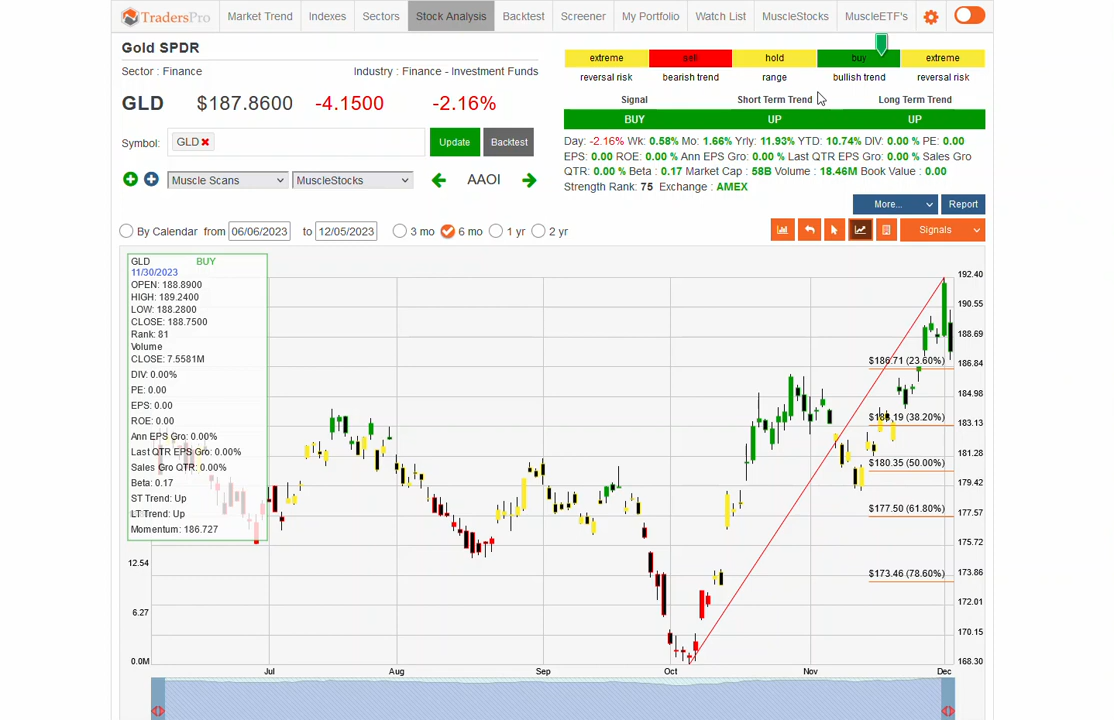 TradersPro
Market Trend
Indexes
Sectors
Stock Analysis
Backtest
Screener
My Portfolio
Watch List
MuscleStocks
MuscleETF's
Gold SPDR
Sector : Finance
Industry : Finance - Investment Funds
GLD $187.8600 -4.1500 -2.16%
Symbol: GLD
Update
Backtest
Muscle Scans
MuscleStocks
AAOI
extreme
sell
hold
buy
extreme
reversal risk
bearish trend
range
bullish trend
reversal risk
Signal
Short Term Trend
Long Term Trend
BUY
UP
UP
Day: -2.16% Wk: 0.58% Mo: 1.66% Yrly: 11.93% YTD: 10.74% DIV: 0.00 % PE: 0.00
EPS: 0.00 ROE: 0.00 % Ann EPS Gro: 0.00 % Last QTR EPS Gro: 0.00 % Sales Gro
QTR: 0.00 % Beta : 0.17 Market Cap : 58B Volume : 18.46M Book Value : 0.00
Strength Rank: 75 Exchange : AMEX
More...
Report
By Calendar from 06/06/2023 to 12/05/2023
3 mo
6 mo
1 yr
2 yr
Signals
GLD BUY
11/30/2023
OPEN: 188.8900
HIGH: 189.2400
LOW: 188.2800
CLOSE: 188.7500
Rank: 81
Volume
CLOSE: 7.5581M
DIV: 0.00%
PE: 0.00
EPS: 0.00
ROE: 0.00
Ann EPS Gro: 0.00%
Last QTR EPS Gro: 0.00%
Sales Gro QTR: 0.00%
Beta: 0.17
ST Trend: Up
LT Trend: Up
Momentum: 186.727
12.54
6.27
0.0M
$186.71 (23.60%)
(38.20%)
$180.35 (50.00%)
$177.50 (61.80%)
$173.46 (78.60%)
192.40
190.55
188.69
186.84
184.98
183.13
181.28
179.42
177.57
175.72
173.86
172.01
170.15
168.30
Jul
Aug
Sep
Oct
Nov
Dec